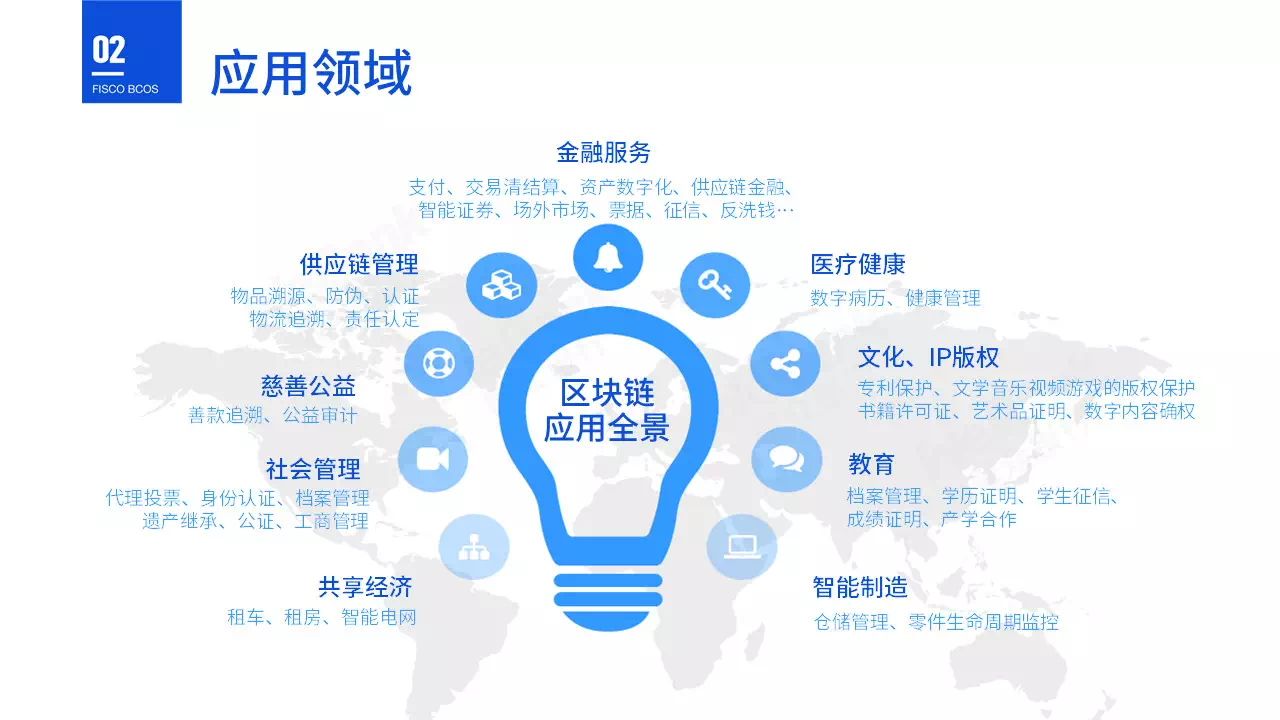 02
FISCO BCOS
应用领域
金融服务
支付、交易清结算、资产数字化、供应链金融、
智能证券、场外市场、票据、征信、反洗钱…
供应链管理
物品溯源、防伪、认证
物流追溯、责任认定
慈善公益
善款追溯、公益审计
社会管理
代理投票、身份认证、档案管理
遗产继承、公证、工商管理
共享经济
租车、租房、智能电网
区块链
应用全景
医疗健康
数字病历、健康管理
文化、IP版权
专利保护、文学音乐视频游戏的版权保护
书籍许可证、艺术品证明、数字内容确权
教育
档案管理、学历证明、学生征信、
成绩证明、产学合作
智能制造
仓储管理、零件生命周期监控